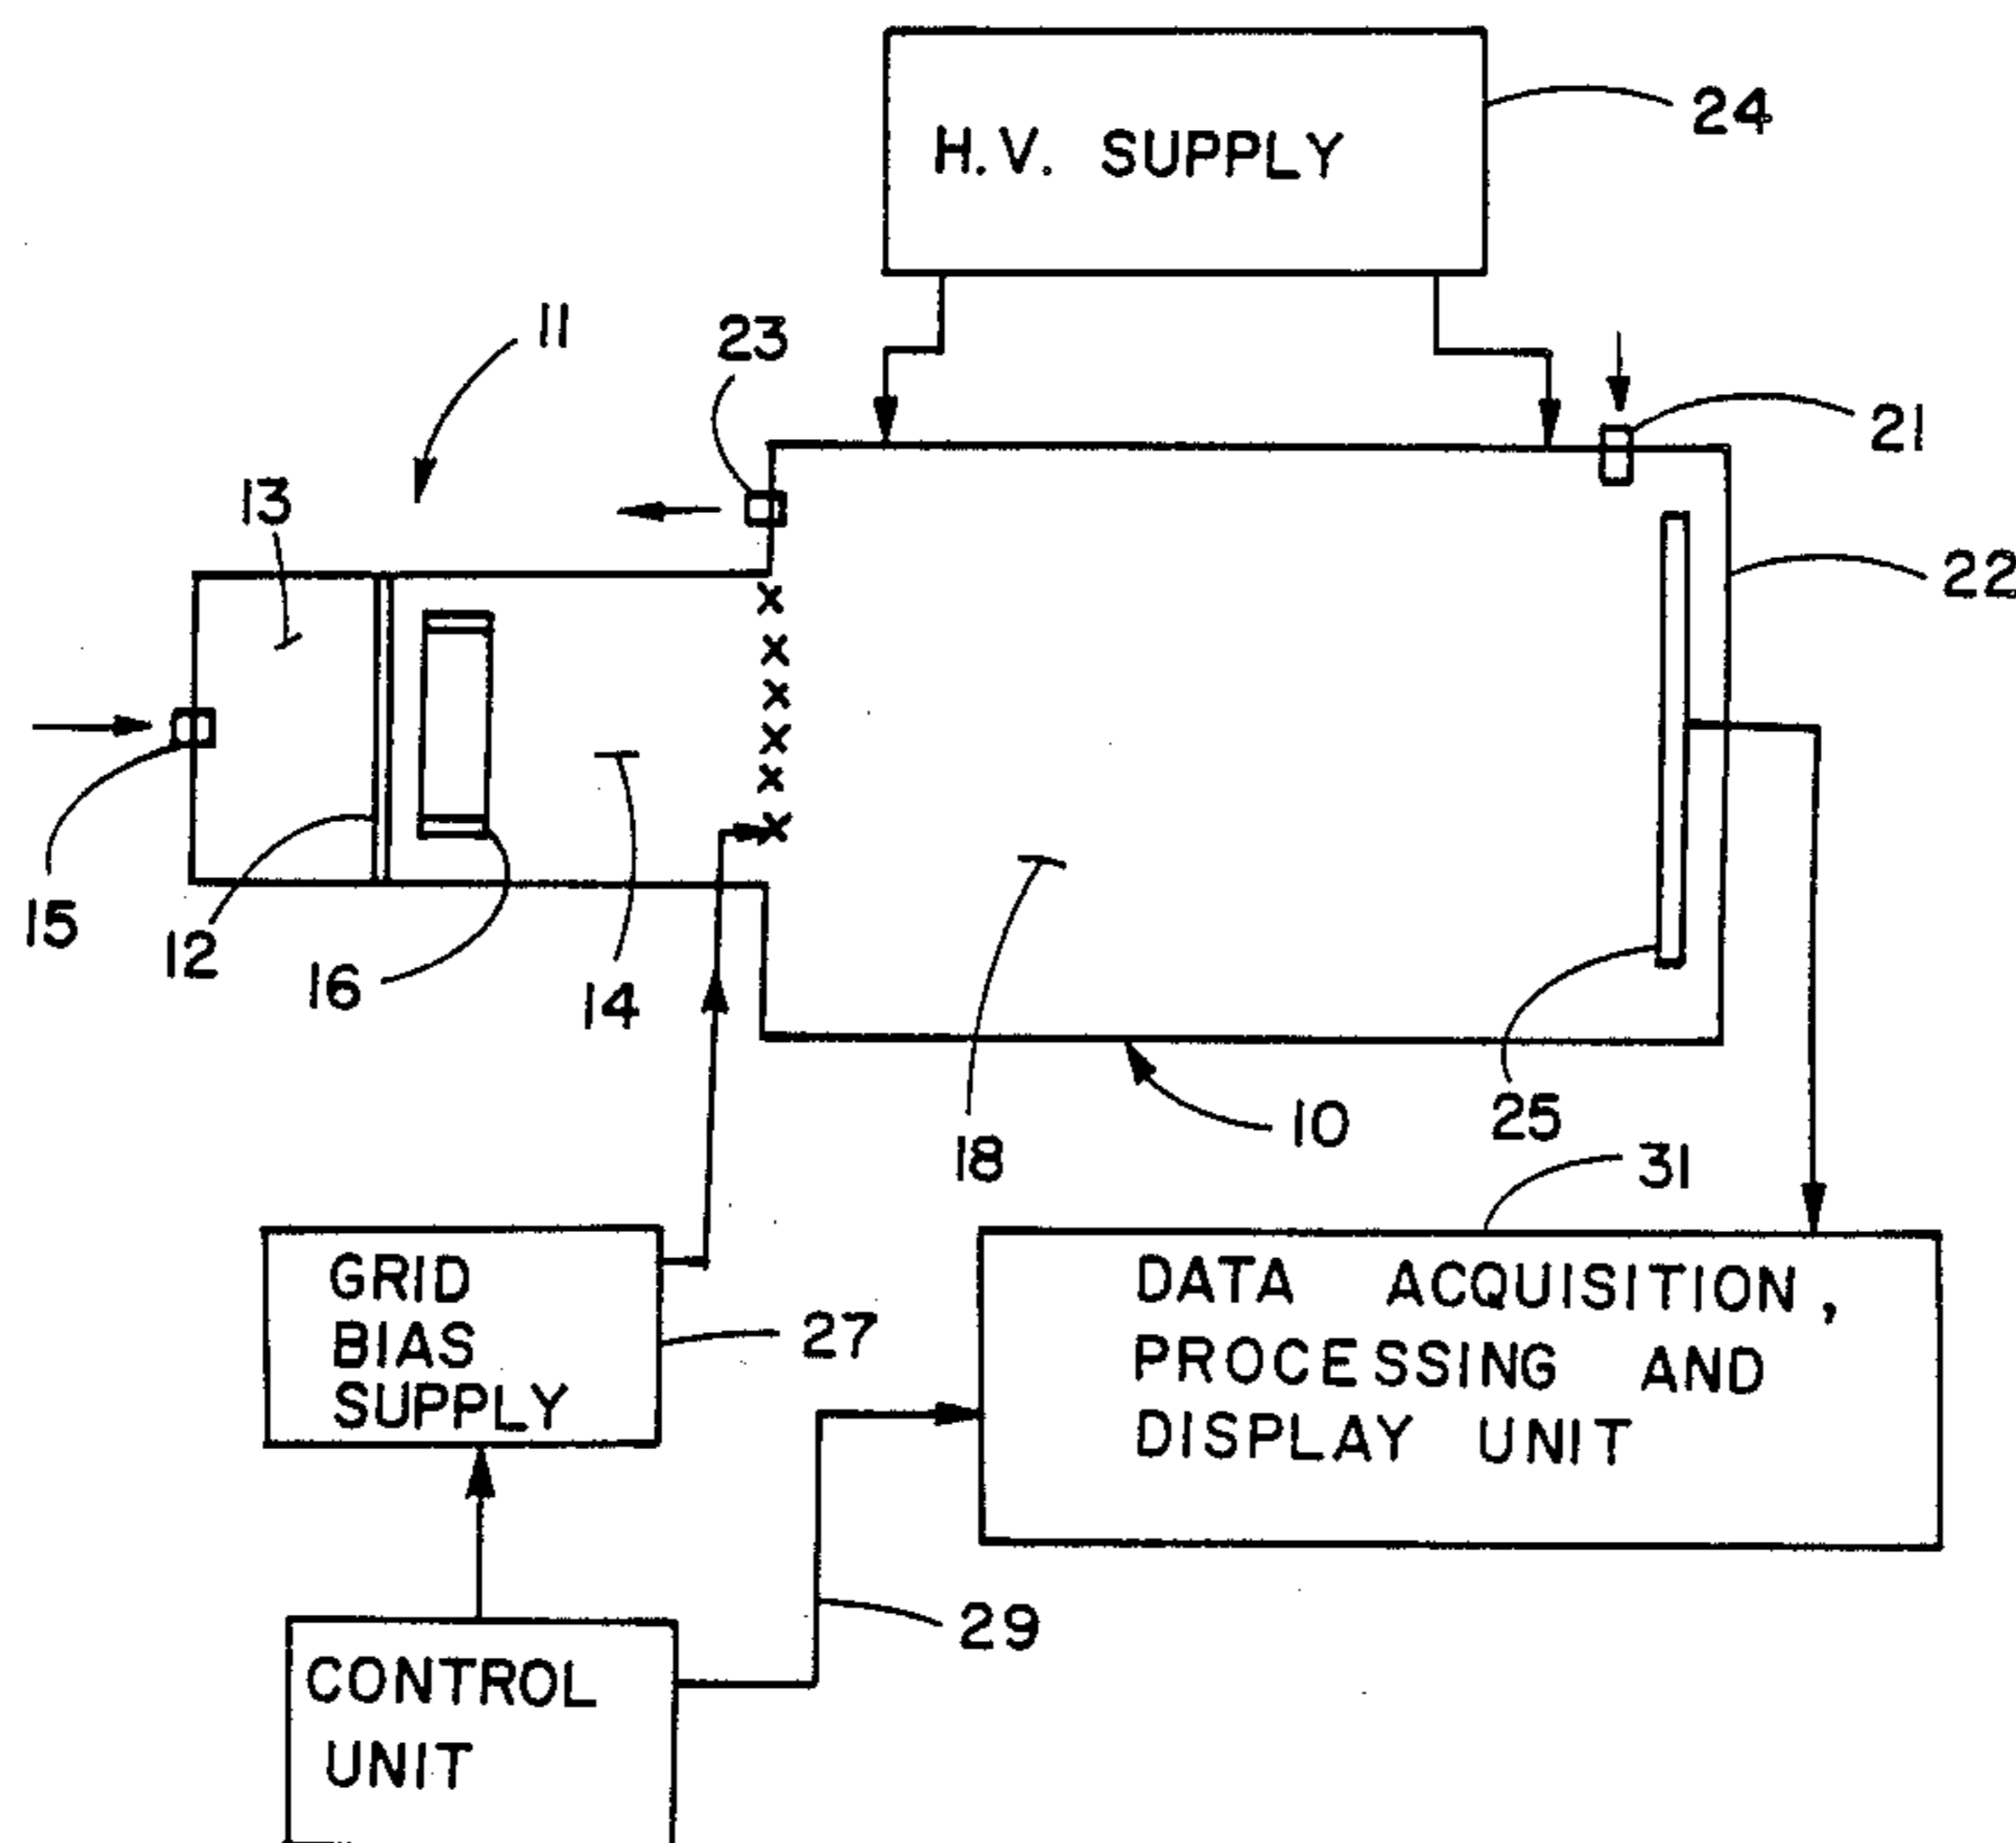 24
H.V. SUPPLY
11
23
21
13
22
15
12
16
14
18
10
25
31
GRID
BIAS
SUPPLY
27
DATA ACQUISITION,
PROCESSING AND
DISPLAY UNIT
29
CONTROL
UNIT